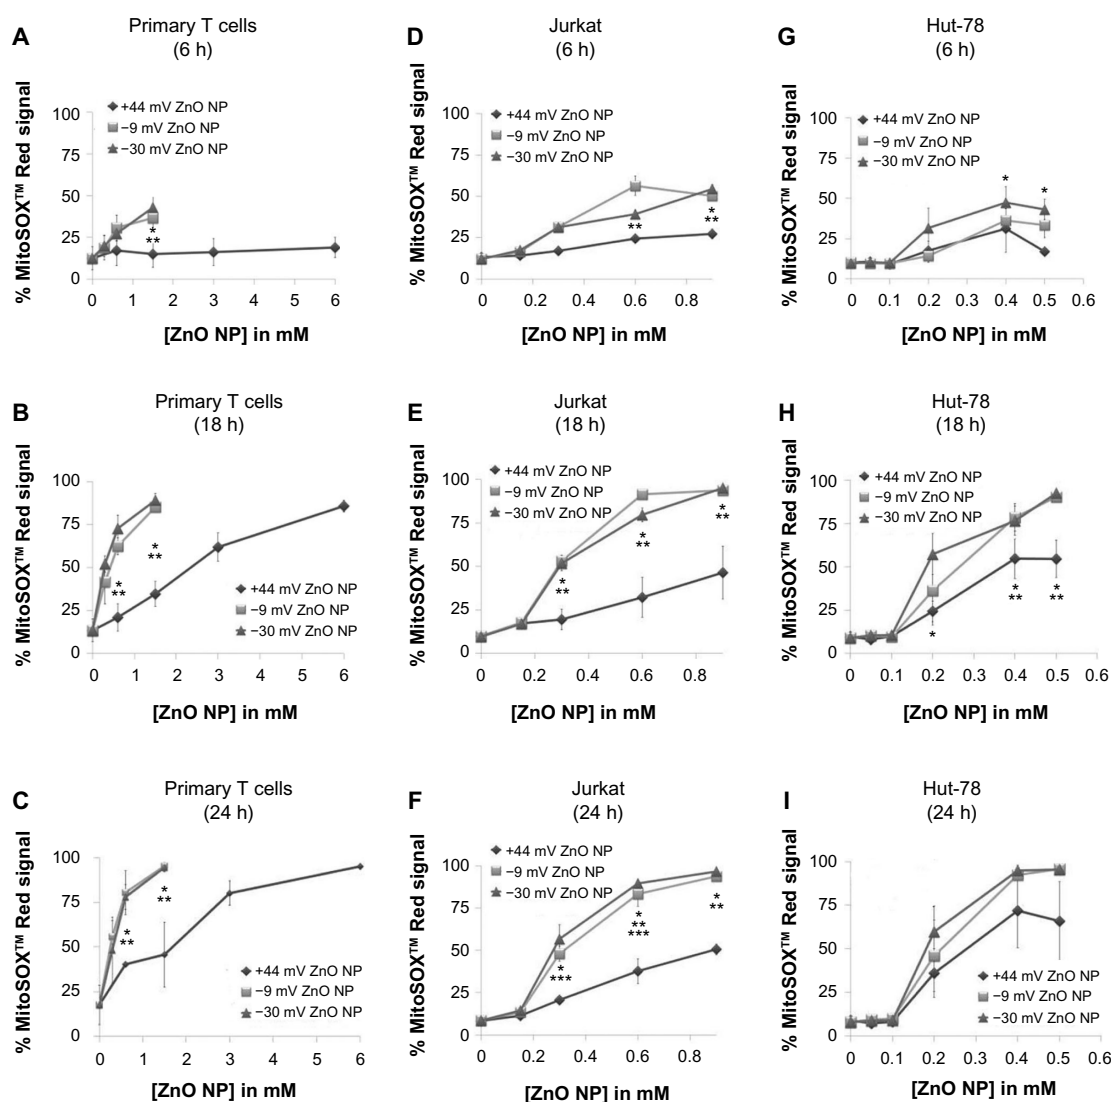 A
Primary T cells
(6 h)
% MitoSOX™ Red signal
+44 mV ZnO NP
−9 mV ZnO NP
−30 mV ZnO NP
100
75
50
25
0
*
**
0 1 2 3 4 5 6
[ZnO NP] in mM
D
Jurkat
(6 h)
% MitoSOX™ Red signal
+44 mV ZnO NP
−9 mV ZnO NP
−30 mV ZnO NP
100
75
50
25
0
**
*
**
0 0.2 0.4 0.6 0.8
[ZnO NP] in mM
G
Hut-78
(6 h)
% MitoSOX™ Red signal
+44 mV ZnO NP
−9 mV ZnO NP
−30 mV ZnO NP
100
75
50
25
0
*
*
0 0.1 0.2 0.3 0.4 0.5 0.6
[ZnO NP] in mM
B
Primary T cells
(18 h)
% MitoSOX™ Red signal
100
75
50
25
0
*
**
*
**
+44 mV ZnO NP
−9 mV ZnO NP
−30 mV ZnO NP
0 1 2 3 4 5 6
[ZnO NP] in mM
E
Jurkat
(18 h)
% MitoSOX™ Red signal
+44 mV ZnO NP
−9 mV ZnO NP
−30 mV ZnO NP
100
75
50
25
0
*
**
*
**
*
**
0 0.2 0.4 0.6 0.8
[ZnO NP] in mM
H
Hut-78
(18 h)
% MitoSOX™ Red signal
+44 mV ZnO NP
−9 mV ZnO NP
−30 mV ZnO NP
100
75
50
25
0
*
*
**
*
**
0 0.1 0.2 0.3 0.4 0.5 0.6
[ZnO NP] in mM
C
Primary T cells
(24 h)
% MitoSOX™ Red signal
100
75
50
25
0
*
**
*
**
+44 mV ZnO NP
−9 mV ZnO NP
−30 mV ZnO NP
0 1 2 3 4 5 6
[ZnO NP] in mM
F
Jurkat
(24 h)
% MitoSOX™ Red signal
+44 mV ZnO NP
−9 mV ZnO NP
−30 mV ZnO NP
100
75
50
25
0
*
***
*
**
***
*
**
0 0.2 0.4 0.6 0.8
[ZnO NP] in mM
I
Hut-78
(24 h)
% MitoSOX™ Red signal
100
75
50
25
0
+44 mV ZnO NP
−9 mV ZnO NP
−30 mV ZnO NP
0 0.1 0.2 0.3 0.4 0.5 0.6
[ZnO NP] in mM